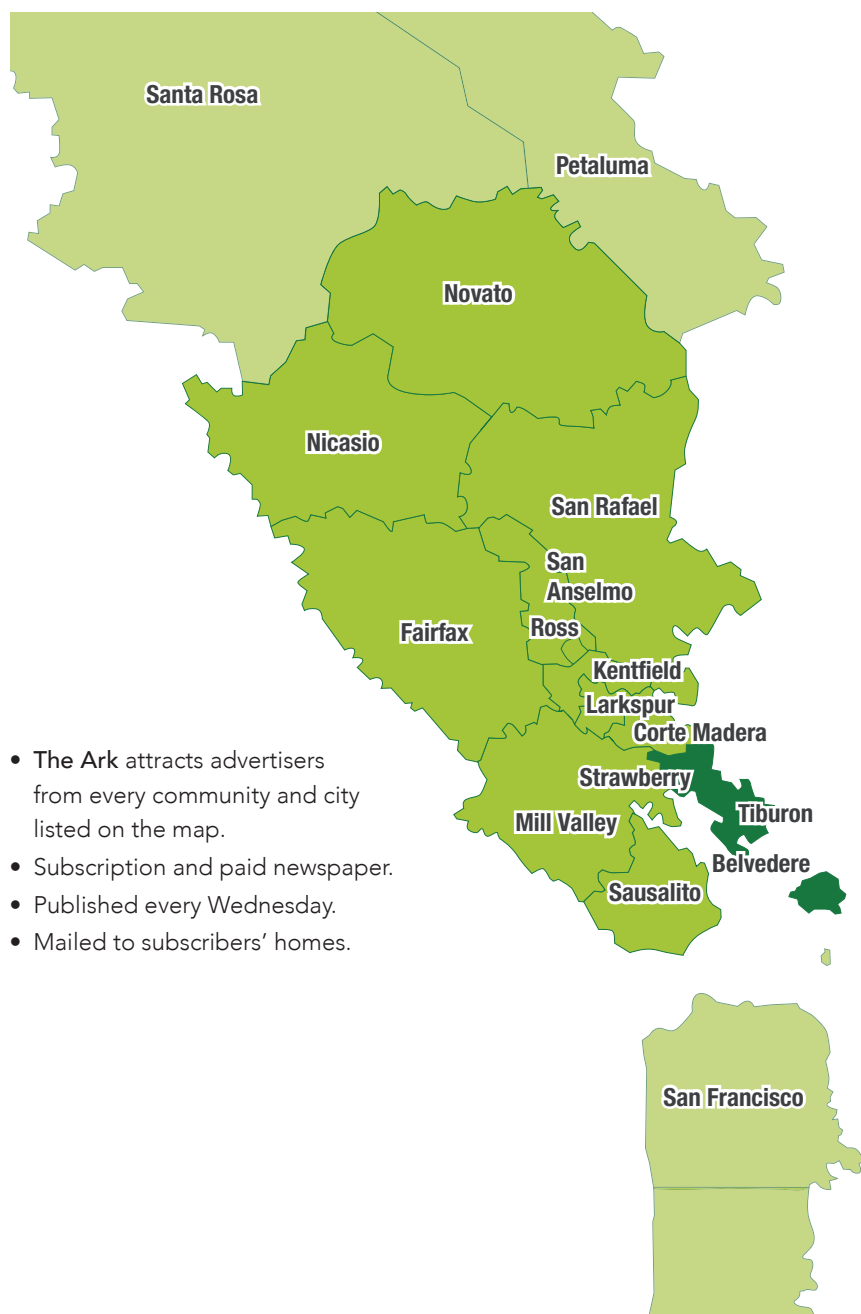 Santa Rosa
Petaluma
Novato
Nicasio
San Rafael
San
Anselmo
Ross
Fairfax
Kentfield
Larkspur
Corte Madera
Strawberry
Mill Valley
Tiburon
Belvedere
Sausalito
• The Ark attracts advertisers
from every community and city
listed on the map.
• Subscription and paid newspaper.
• Published every Wednesday.
• Mailed to subscribers’ homes.
San Francisco